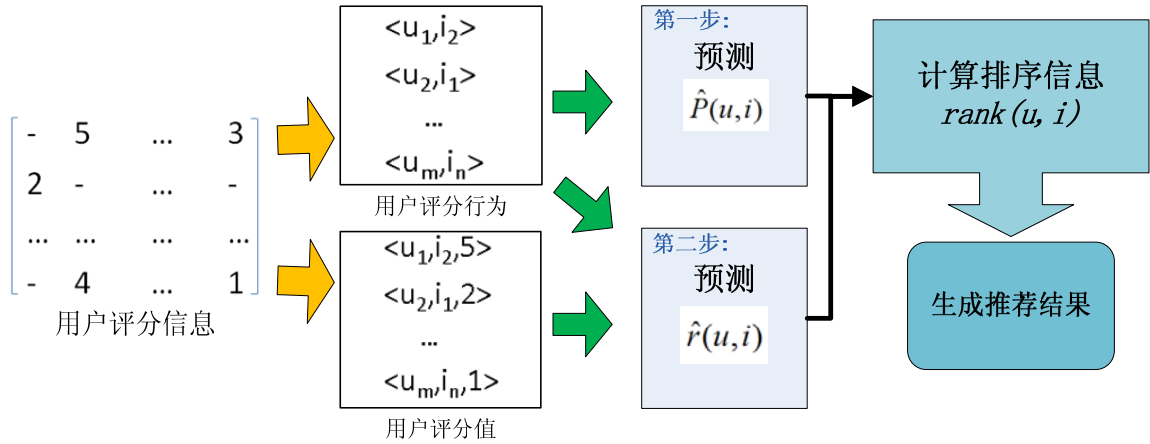 - 5 ... 3
2 - ... -
... ... ... ...
- 4 ... 1
用户评分信息
<u1,i2>
<u2,i1>
...
<um,in>
用户评分行为
<u1,i2,5>
<u2,i1,2>
...
<um,in,1>
用户评分值
第一步:
预测
P̂(u,i)
第二步:
预测
r̂(u,i)
计算排序信息
rank(u,i)
生成推荐结果